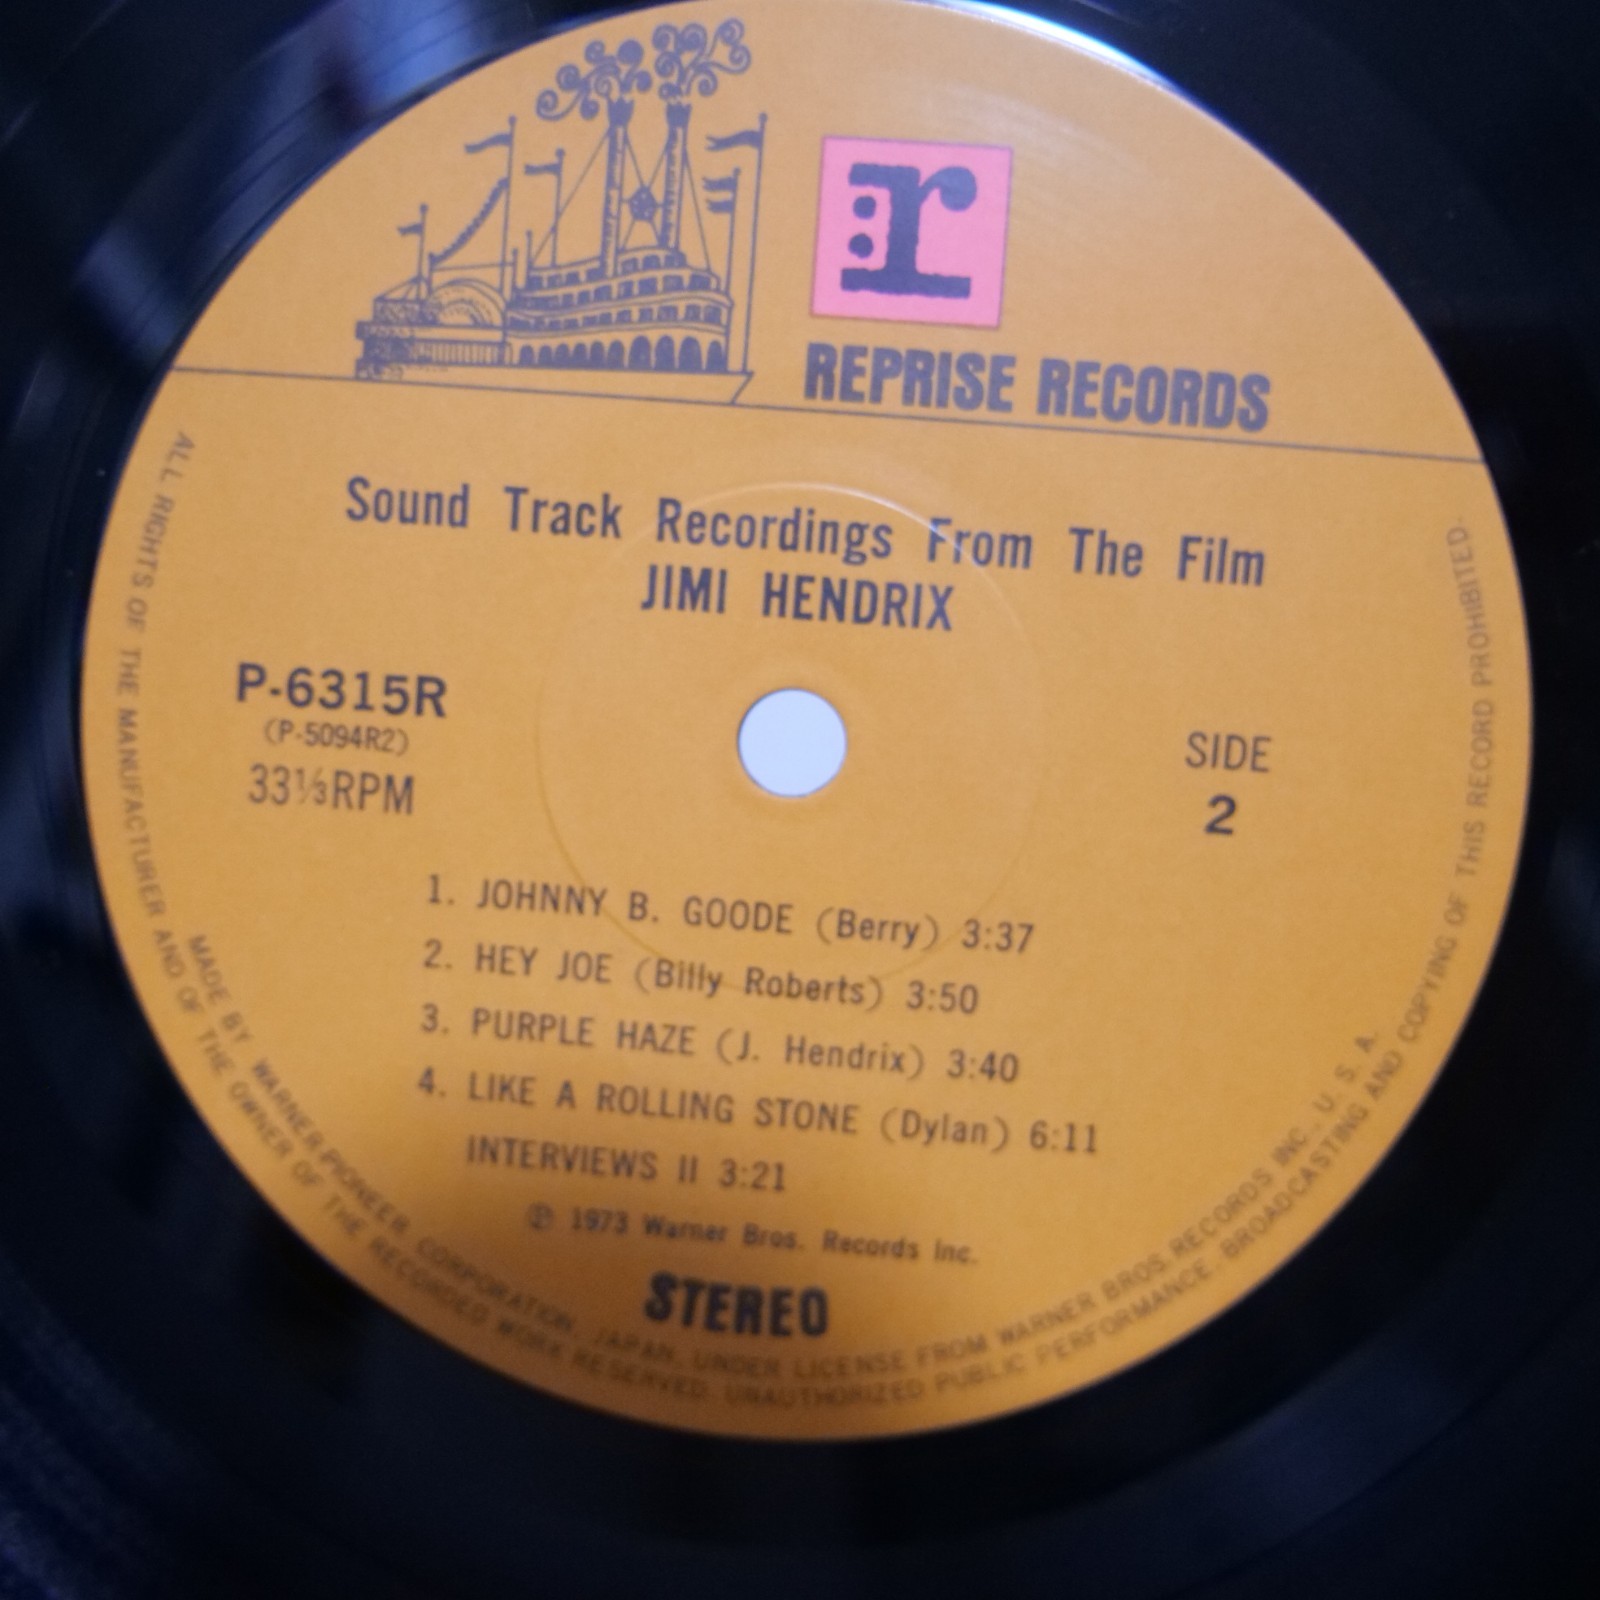 r
REPRISE RECORDS
Sound Track Recordings From The Film
JIMI HENDRIX
P-6315R
(P-5094R2)
33⅓RPM
SIDE
2
1. JOHNNY B. GOODE (Berry) 3:37
2. HEY JOE (Billy Roberts) 3:50
3. PURPLE HAZE (J. Hendrix) 3:40
4. LIKE A ROLLING STONE (Dylan) 6:11
INTERVIEWS II 3:21
℗ 1973 Warner Bros. Records Inc.
STEREO
MADE BY WARNER-PIONEER CORPORATION, JAPAN, UNDER LICENSE FROM WARNER BROS. RECORDS INC., U. S. A.
ALL RIGHTS OF THE MANUFACTURER AND OF THE OWNER OF THE RECORDED WORK RESERVED. UNAUTHORIZED PUBLIC PERFORMANCE, BROADCASTING AND COPYING OF THIS RECORD PROHIBITED.